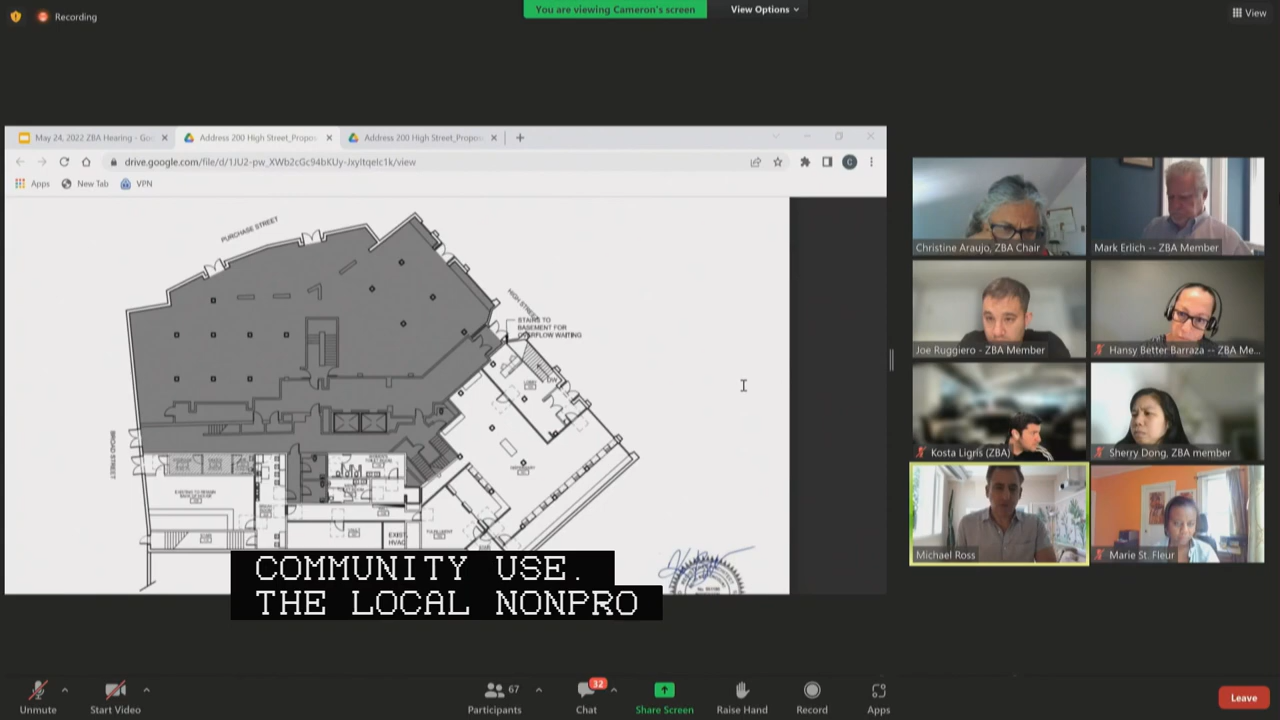 Recording
You are viewing Cameron's screen
View Options
View
May 24, 2022 ZBA Hearing - Go
Address 200 High Street_Propos
Address 200 High Street_Propos
drive.google.com/file/d/1JU2-pw_XWb2cGc94bKUy-JxyItqeIc1k/view
Apps
New Tab
VPN
PURCHASE STREET
HIGH STREET
STAIRS TO
BASEMENT FOR
OVERFLOW WAITING
BROAD STREET
Christine Araujo, ZBA Chair
Mark Erlich -- ZBA Member
Joe Ruggiero - ZBA Member
Hansy Better Barraza -- ZBA Me...
Kosta Ligris (ZBA)
Sherry Dong, ZBA member
Michael Ross
Marie St. Fleur
COMMUNITY USE.
THE LOCAL NONPRO
Unmute
Start Video
67
Participants
32
Chat
Share Screen
Raise Hand
Record
Apps
Leave